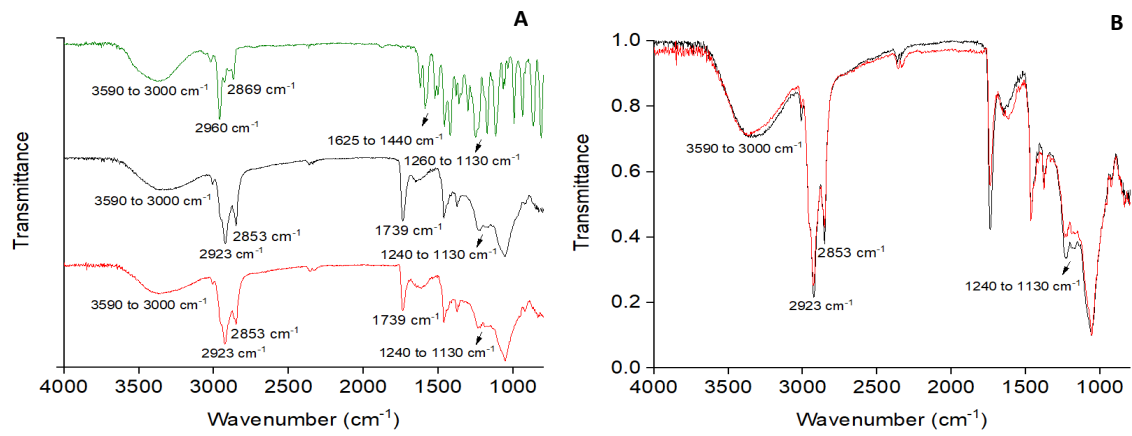 A
3590 to 3000 cm⁻¹
2869 cm⁻¹
2960 cm⁻¹
1625 to 1440 cm⁻¹
1260 to 1130 cm⁻¹
3590 to 3000 cm⁻¹
2853 cm⁻¹
2923 cm⁻¹
1739 cm⁻¹
1240 to 1130 cm⁻¹
3590 to 3000 cm⁻¹
2853 cm⁻¹
2923 cm⁻¹
1739 cm⁻¹
1240 to 1130 cm⁻¹
Transmittance
4000 3500 3000 2500 2000 1500 1000
Wavenumber (cm⁻¹)
B
1.0
0.8
0.6
0.4
0.2
0.0
3590 to 3000 cm⁻¹
2853 cm⁻¹
2923 cm⁻¹
1240 to 1130 cm⁻¹
Transmittance
4000 3500 3000 2500 2000 1500 1000
Wavenumber (cm⁻¹)